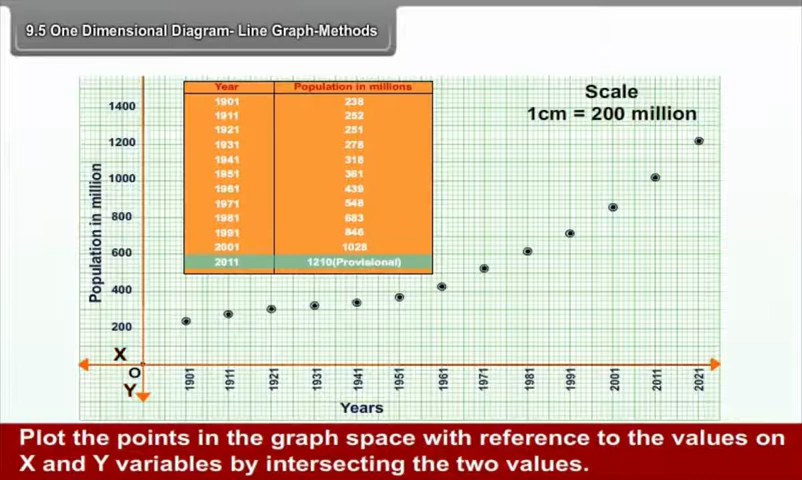 9.5 One Dimensional Diagram- Line Graph-Methods
Year Population in millions
1901 238
1911 252
1921 251
1931 278
1941 318
1951 361
1961 439
1971 548
1981 683
1991 846
2001 1028
2011 1210(Provisional)
Scale
1cm = 200 million
Population in million
1400
1200
1000
800
600
400
200
X
O
Y
1901 1911 1921 1931 1941 1951 1961 1971 1981 1991 2001 2011 2021
Years
Plot the points in the graph space with reference to the values on
X and Y variables by intersecting the two values.